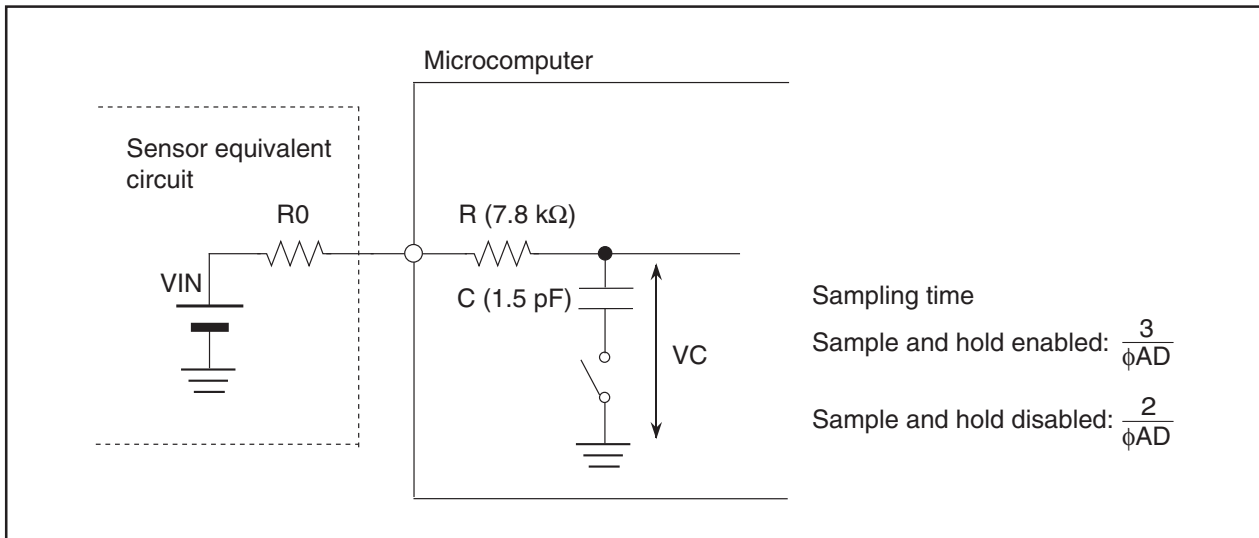 Microcomputer
Sensor equivalent
circuit
R0
R (7.8 kΩ)
VIN
C (1.5 pF)
VC
Sampling time
Sample and hold enabled: 3/ϕAD
Sample and hold disabled: 2/ϕAD